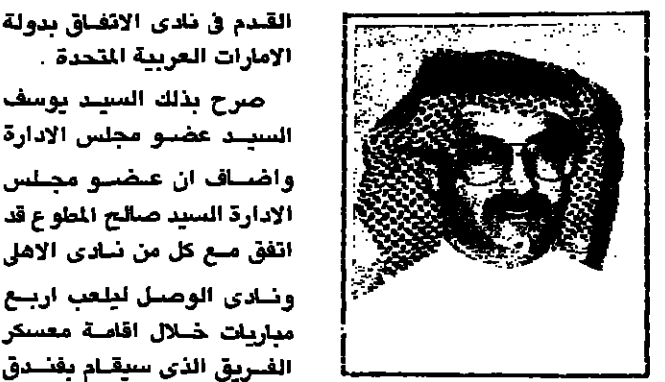 القدم في نادى الاتفاق بدولة
الامارات العربية المتحدة .
صرح بذلك السيد يوسف
السيد عضو مجلس الادارة
واضاف ان عضو مجلس
الادارة السيد صالح المطوع قد
اتفق مع كل من نادى الاهلى
ونادى الوصل ليلعب اربع
مباريات خلال اقامة معسكر
الفريق الذى سيقام بفندق